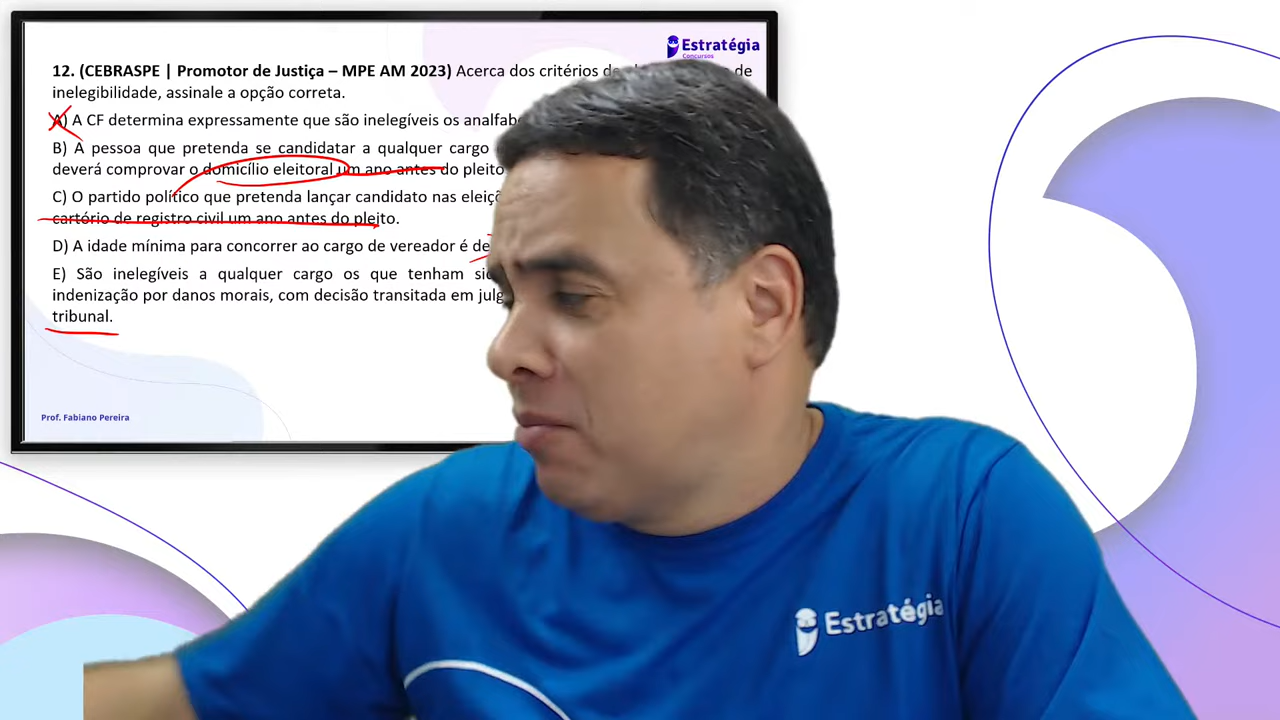 Estratégia
Concursos
12. (CEBRASPE | Promotor de Justiça – MPE AM 2023) Acerca dos critérios de
inelegibilidade, assinale a opção correta.
A) A CF determina expressamente que são inelegíveis os
B) A pessoa que pretenda se candidatar a qualquer cargo
deverá comprovar o domicílio eleitoral um ano antes do pleito
C) O partido político que pretenda lançar candidato nas
cartório de registro civil um ano antes do pleito.
D) A idade mínima para concorrer ao cargo de vereador é de
E) São inelegíveis a qualquer cargo os que tenham
indenização por danos morais, com decisão transitada em
tribunal.
Prof. Fabiano Pereira
Estratégia